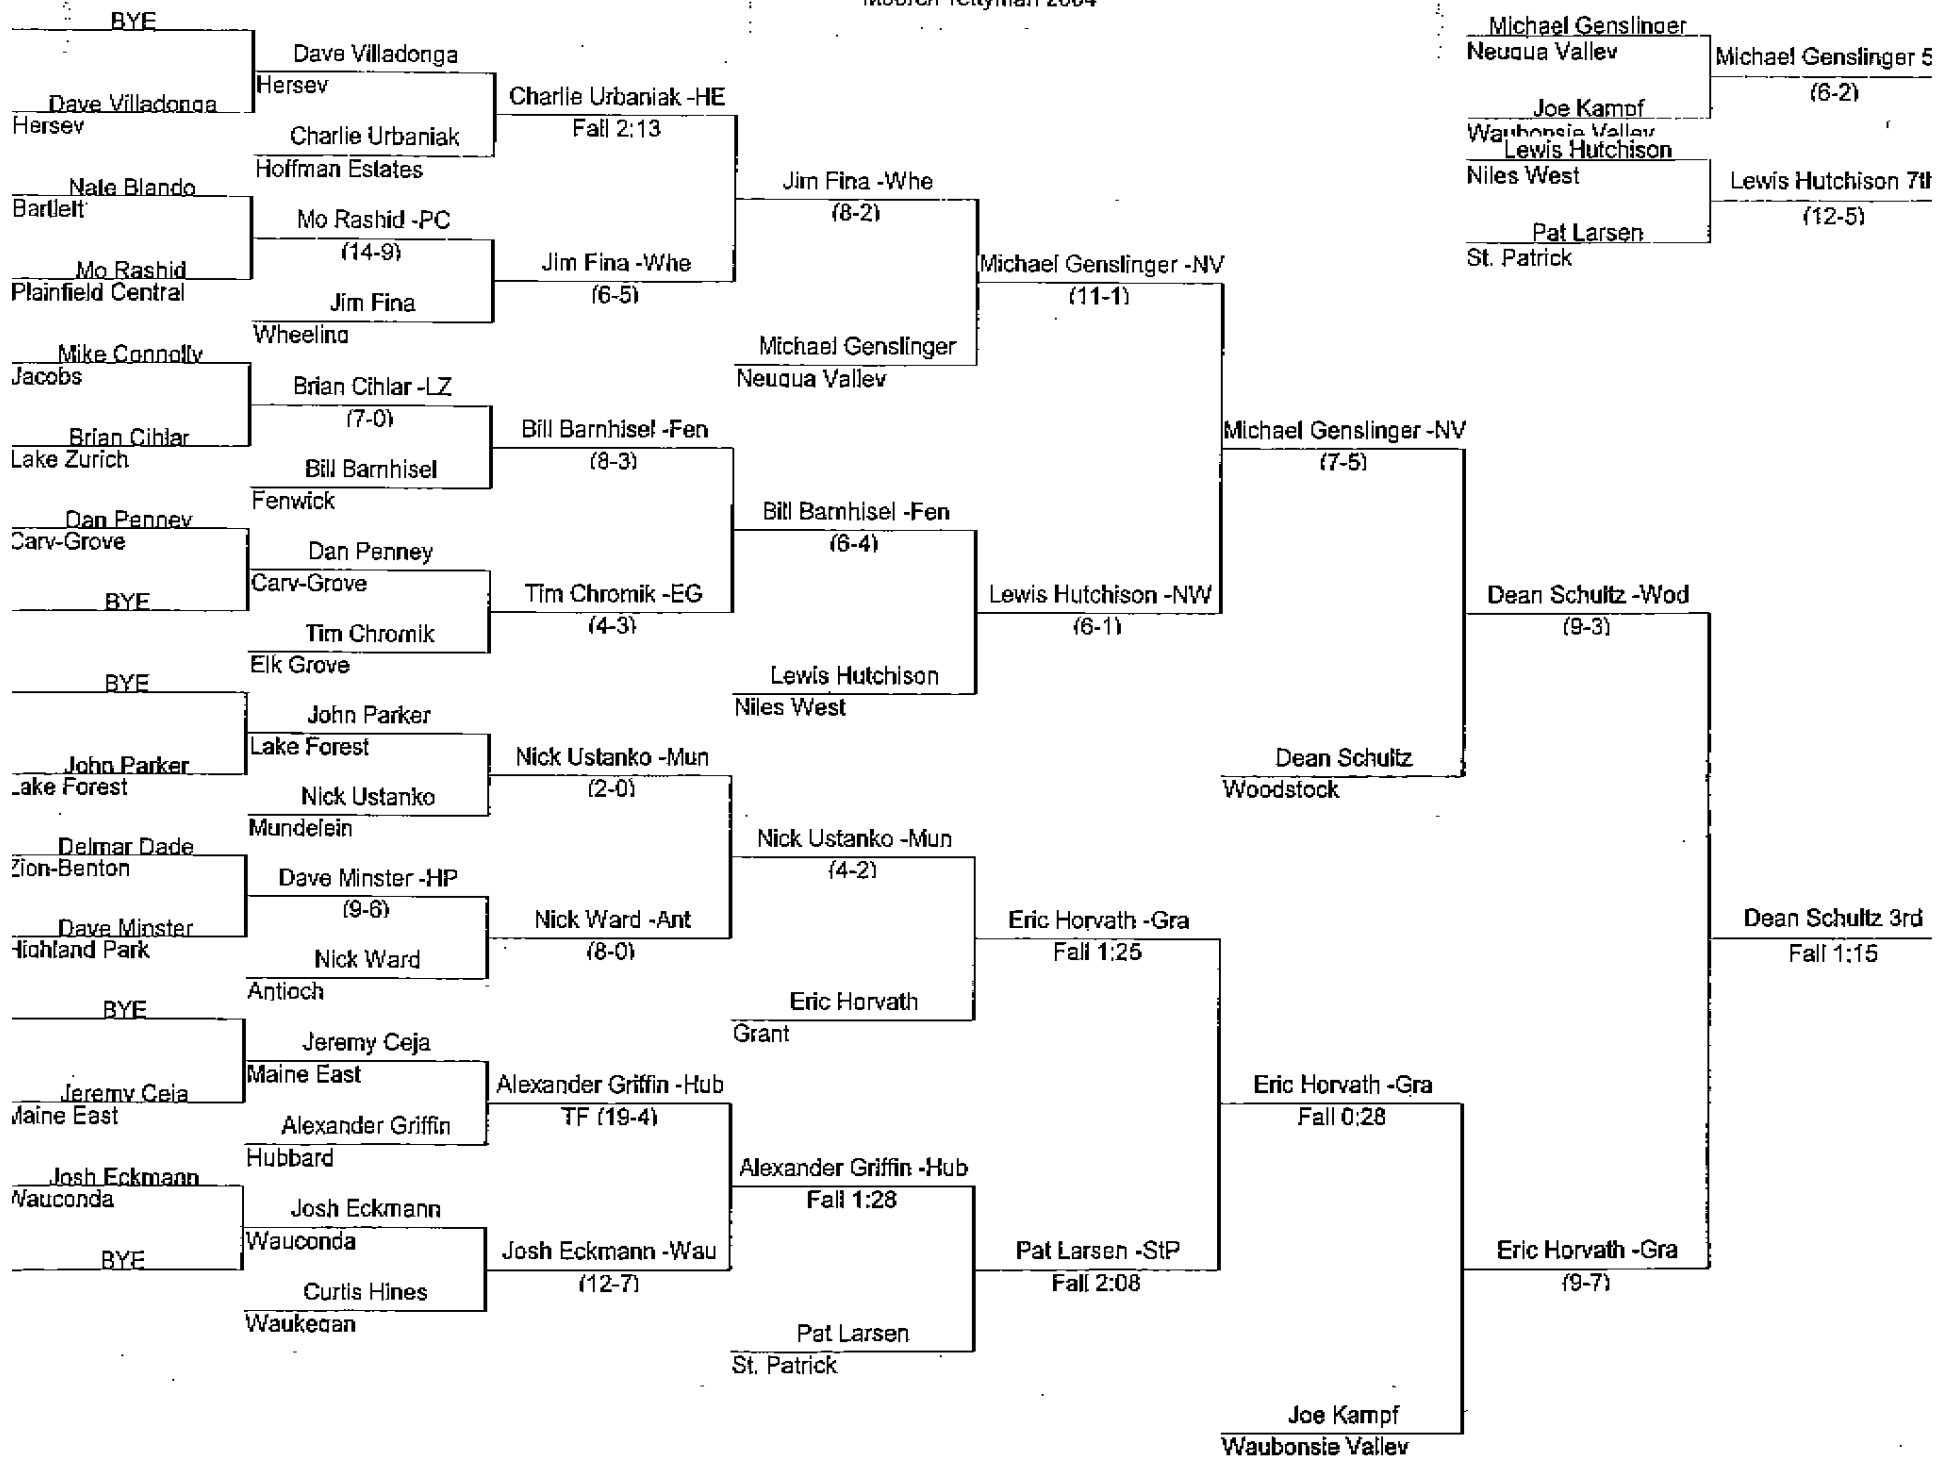 BYE
Dave Villadonga
Hersev
Nate Blando
Bartlett
Mo Rashid
Plainfield Central
Mike Connolly
Jacobs
Brian Cihlar
Lake Zurich
Dan Penney
Carv-Grove
BYE
BYE
John Parker
Lake Forest
Delmar Dade
Zion-Benton
Dave Minster
Highland Park
BYE
Jeremy Ceja
Maine East
Josh Eckmann
Wauconda
BYE
Dave Villadonga
Hersev
Charlie Urbaniak
Hoffman Estates
Mo Rashid -PC
(14-9)
Jim Fina
Wheeling
Brian Cihlar -LZ
(7-0)
Bill Barnhisel
Fenwick
Dan Penney
Carv-Grove
Tim Chromik
Elk Grove
John Parker
Lake Forest
Nick Ustanko
Mundelein
Dave Minster -HP
(9-6)
Nick Ward
Antioch
Jeremy Ceja
Maine East
Alexander Griffin
Hubbard
Josh Eckmann
Wauconda
Curtis Hines
Waukegan
Charlie Urbaniak -HE
Fall 2:13
Jim Fina -Whe
(6-5)
Bill Barnhisel -Fen
(8-3)
Tim Chromik -EG
(4-3)
Nick Ustanko -Mun
(2-0)
Nick Ward -Ant
(8-0)
Alexander Griffin -Hub
TF (19-4)
Josh Eckmann -Wau
(12-7)
Jim Fina -Whe
(8-2)
Michael Genslinger
Neuqua Vallev
Bill Barnhisel -Fen
(6-4)
Lewis Hutchison
Niles West
Nick Ustanko -Mun
(4-2)
Eric Horvath
Grant
Alexander Griffin -Hub
Fall 1:28
Pat Larsen
St. Patrick
Michael Genslinger -NV
(11-1)
Lewis Hutchison -NW
(6-1)
Eric Horvath -Gra
Fall 1:25
Pat Larsen -StP
Fall 2:08
Michael Genslinger -NV
(7-5)
Dean Schultz
Woodstock
Eric Horvath -Gra
Fall 0:28
Joe Kampf
Waubonsie Vallev
Dean Schultz -Wod
(9-3)
Eric Horvath -Gra
(9-7)
Dean Schultz 3rd
Fall 1:15
Michael Genslinger
Neuqua Vallev
Joe Kampf
Waubonsie Vallev
Michael Genslinger 5
(6-2)
Lewis Hutchison
Niles West
Pat Larsen
St. Patrick
Lewis Hutchison 7th
(12-5)